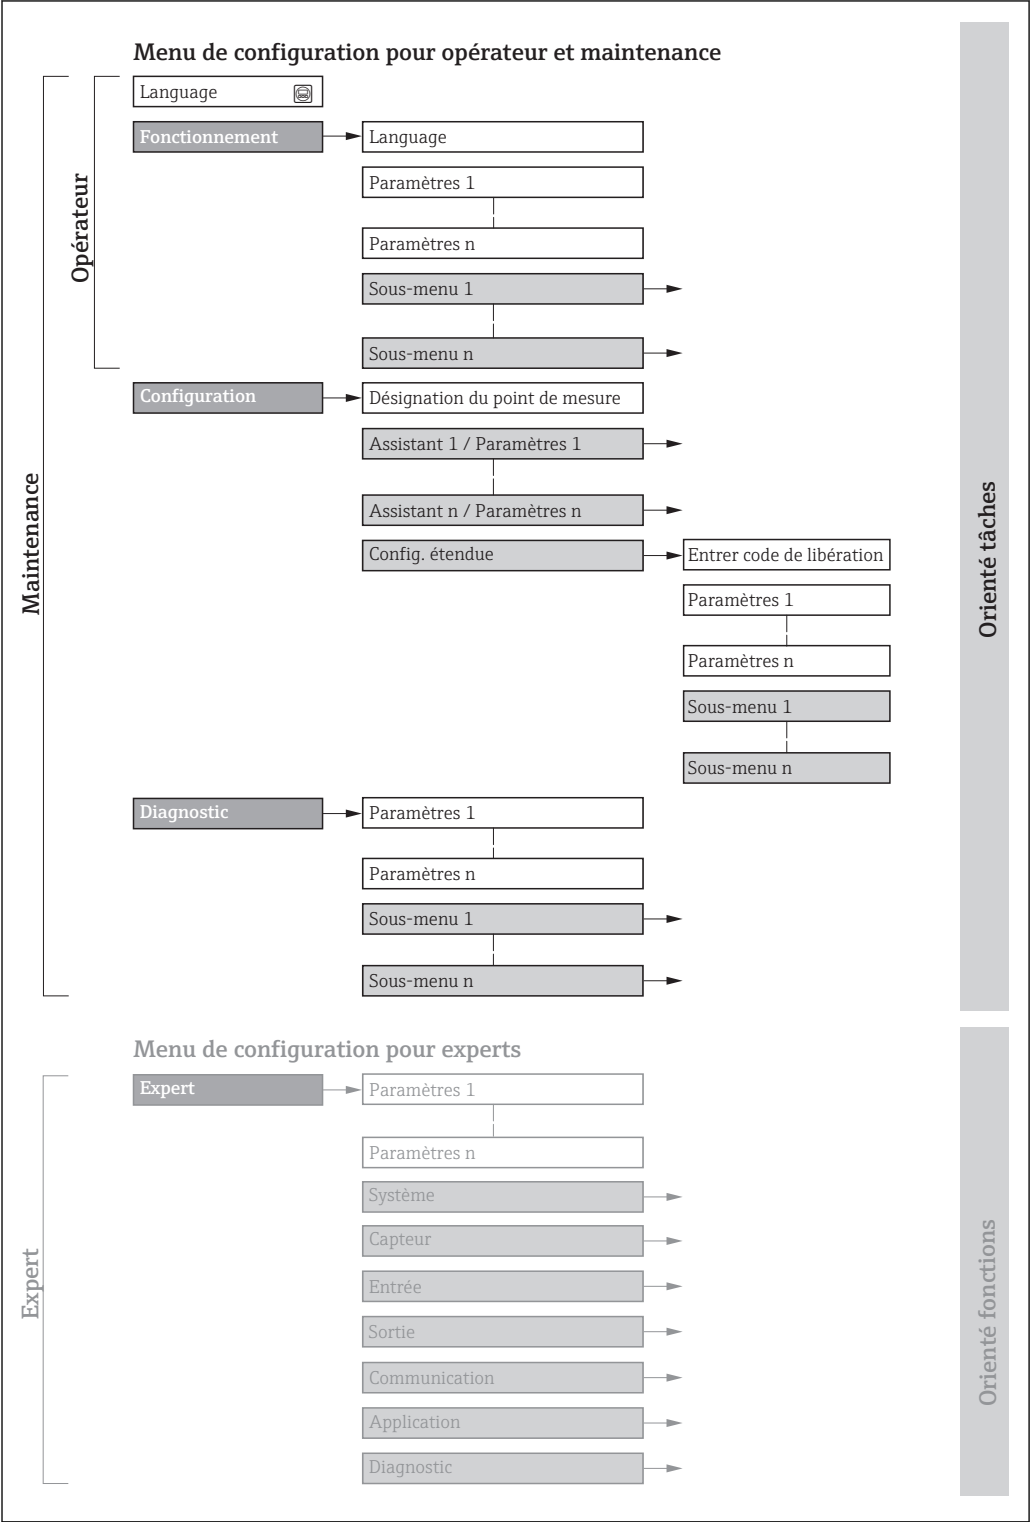 Menu de configuration pour opérateur et maintenance
Maintenance
Opérateur
Language
Fonctionnement
Language
Paramètres 1
Paramètres n
Sous-menu 1
Sous-menu n
Configuration
Désignation du point de mesure
Assistant 1 / Paramètres 1
Assistant n / Paramètres n
Config. étendue
Entrer code de libération
Paramètres 1
Paramètres n
Sous-menu 1
Sous-menu n
Diagnostic
Paramètres 1
Paramètres n
Sous-menu 1
Sous-menu n
Orienté tâches
Menu de configuration pour experts
Expert
Expert
Paramètres 1
Paramètres n
Système
Capteur
Entrée
Sortie
Communication
Application
Diagnostic
Orienté fonctions